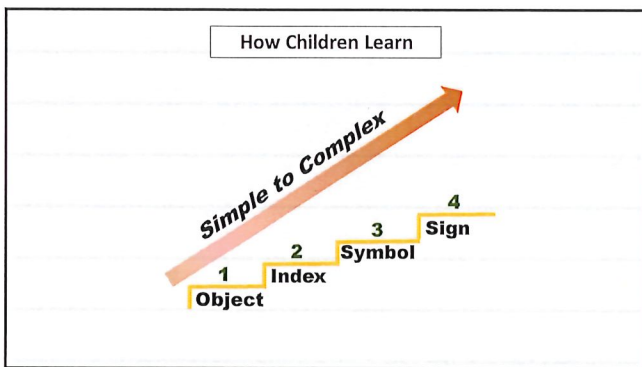 How Children Learn
Simple to Complex
4
Sign
3
Symbol
2
Index
1
Object